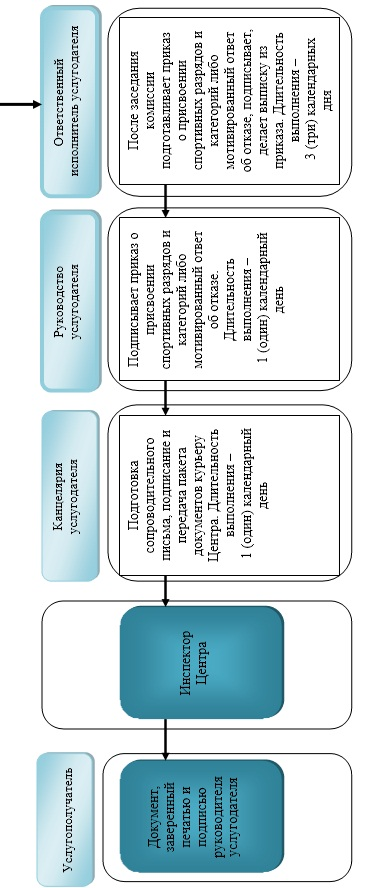 Ответственный
исполнитель услугодателя
После заседания
комиссии
подготавливает приказ
о присвоении
спортивных разрядов и
категорий либо
мотивированный ответ
об отказе, подписывает,
делает выписку из
приказа. Длительность
выполнения –
3 (три) календарных
дня
Руководство
услугодателя
Подписывает приказ о
присвоении
спортивных разрядов и
категорий либо
мотивированный ответ
об отказе.
Длительность
выполнения –
1 (один) календарный
день
Канцелярия
услугодателя
Подготовка
сопроводительного
письма, подписание и
передача пакета
документов курьеру
Центра. Длительность
выполнения –
1 (один) календарный
день
Инспектор
Центра
Услугополучатель
Документ,
заверенный
печатью и
подписью
руководителя
услугодателя